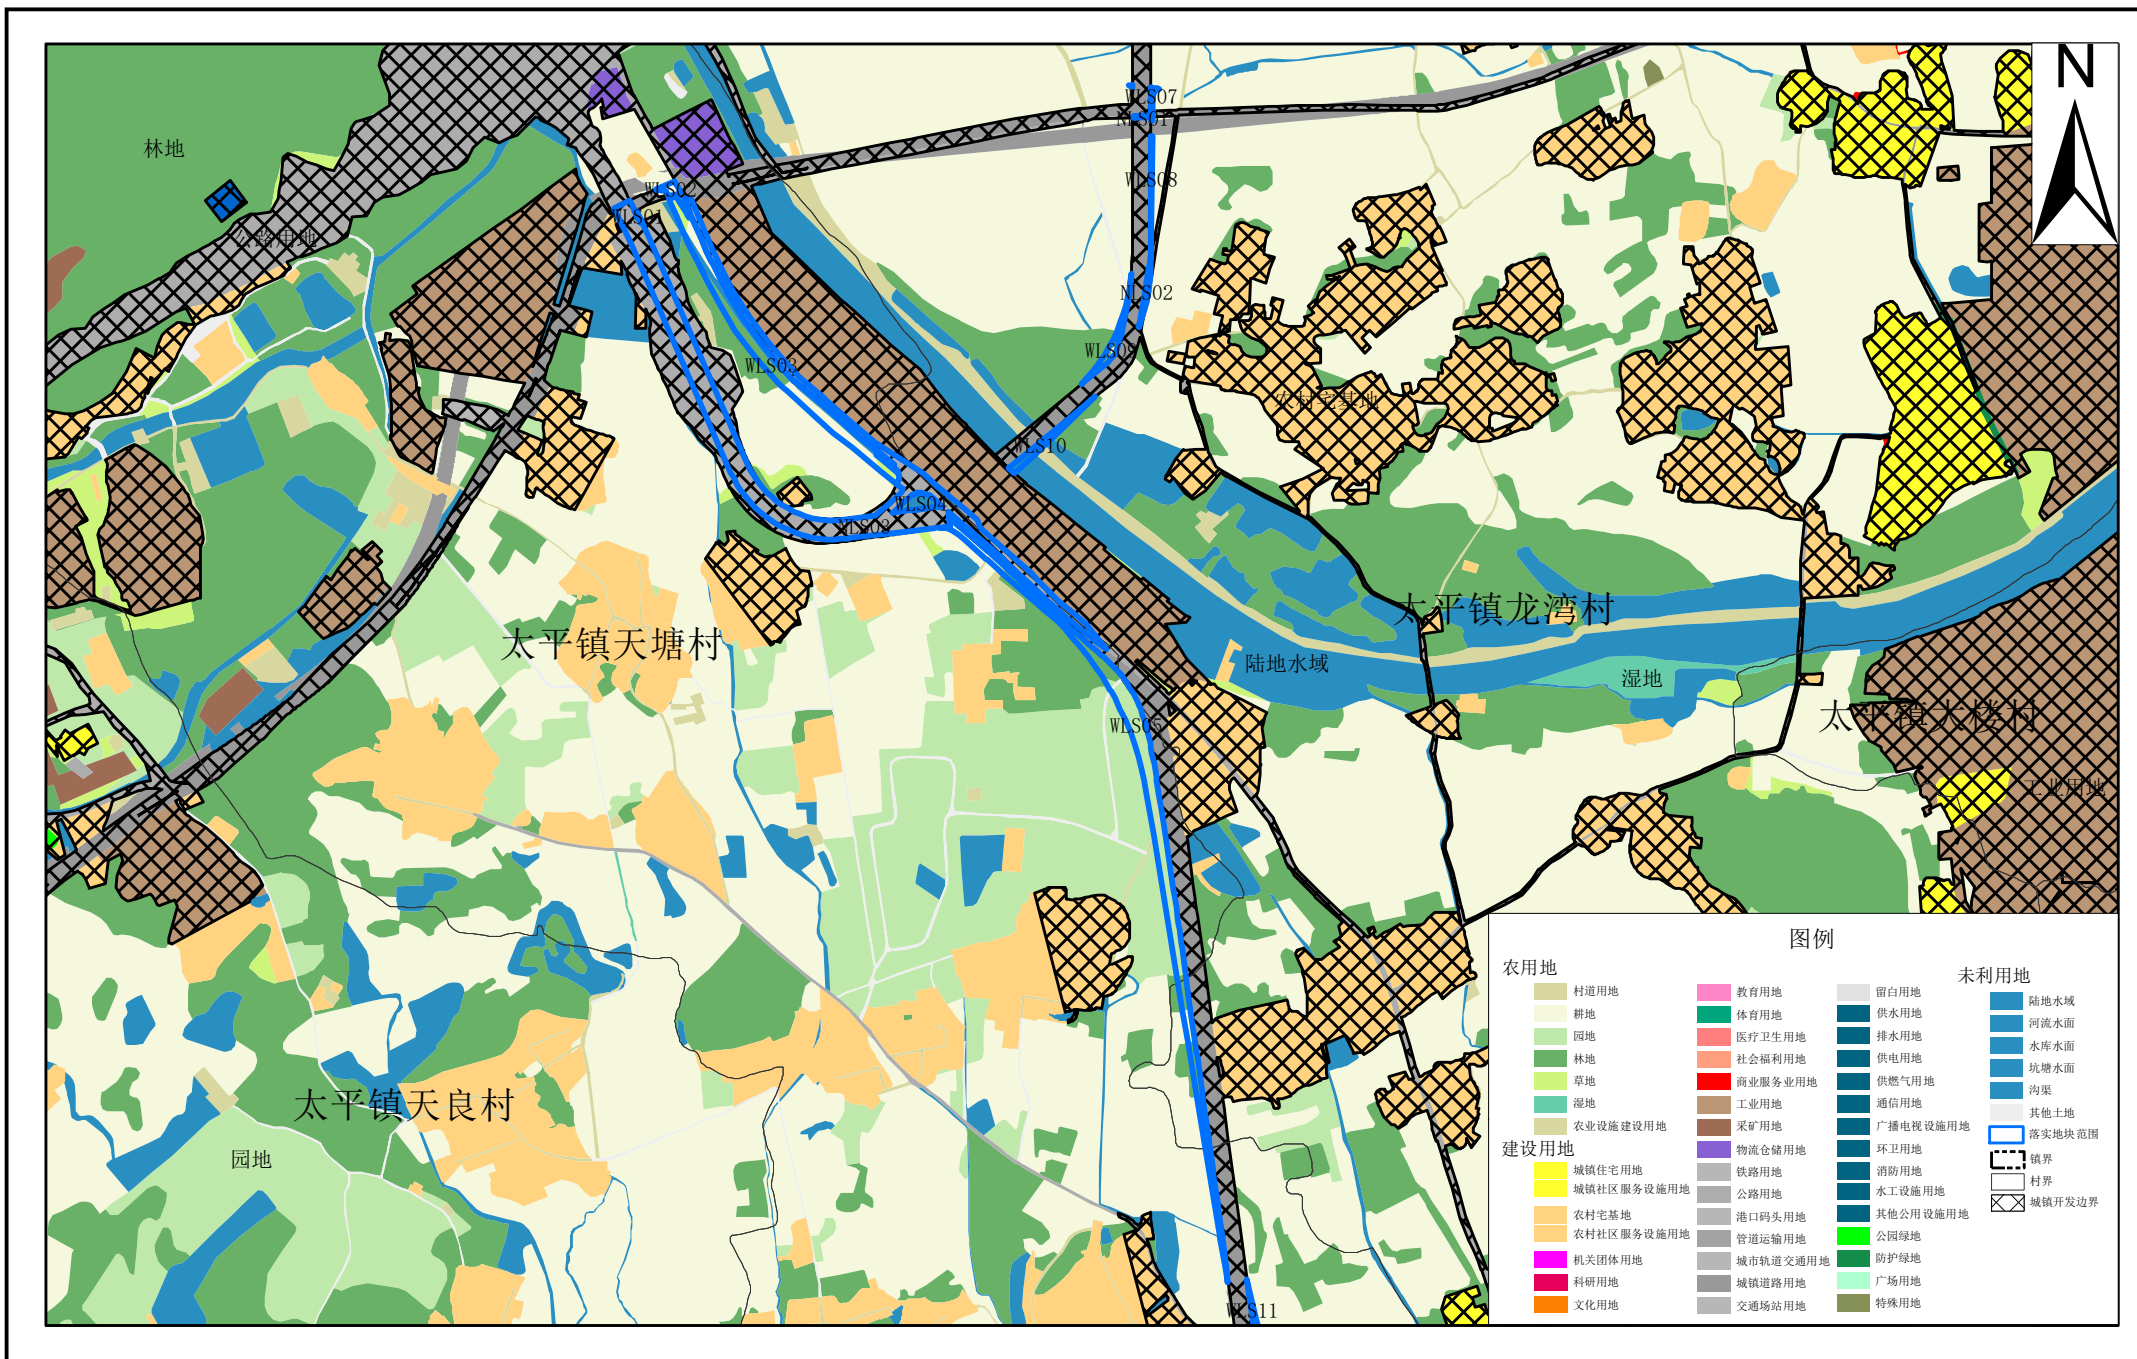 N
WLS07
NLS01
林地
WLS08
WLS02
WLS01
公路用地
NLS02
WLS09
WLS03
农村宅基地
WLS10
WLS04
NLS03
太平镇龙湾村
太平镇天塘村
陆地水域
湿地
太平镇大楼村
WLS05
工业用地
太平镇天良村
园地
WLS11
图例
农用地
村道用地
耕地
园地
林地
草地
湿地
农业设施建设用地
建设用地
城镇住宅用地
城镇社区服务设施用地
农村宅基地
农村社区服务设施用地
机关团体用地
科研用地
文化用地
教育用地
体育用地
医疗卫生用地
社会福利用地
商业服务业用地
工业用地
采矿用地
物流仓储用地
铁路用地
公路用地
港口码头用地
管道运输用地
城市轨道交通用地
城镇道路用地
交通场站用地
留白用地
供水用地
排水用地
供电用地
供燃气用地
通信用地
广播电视设施用地
环卫用地
消防用地
水工设施用地
其他公用设施用地
公园绿地
防护绿地
广场用地
特殊用地
未利用地
陆地水域
河流水面
水库水面
坑塘水面
沟渠
其他土地
落实地块范围
镇界
村界
城镇开发边界